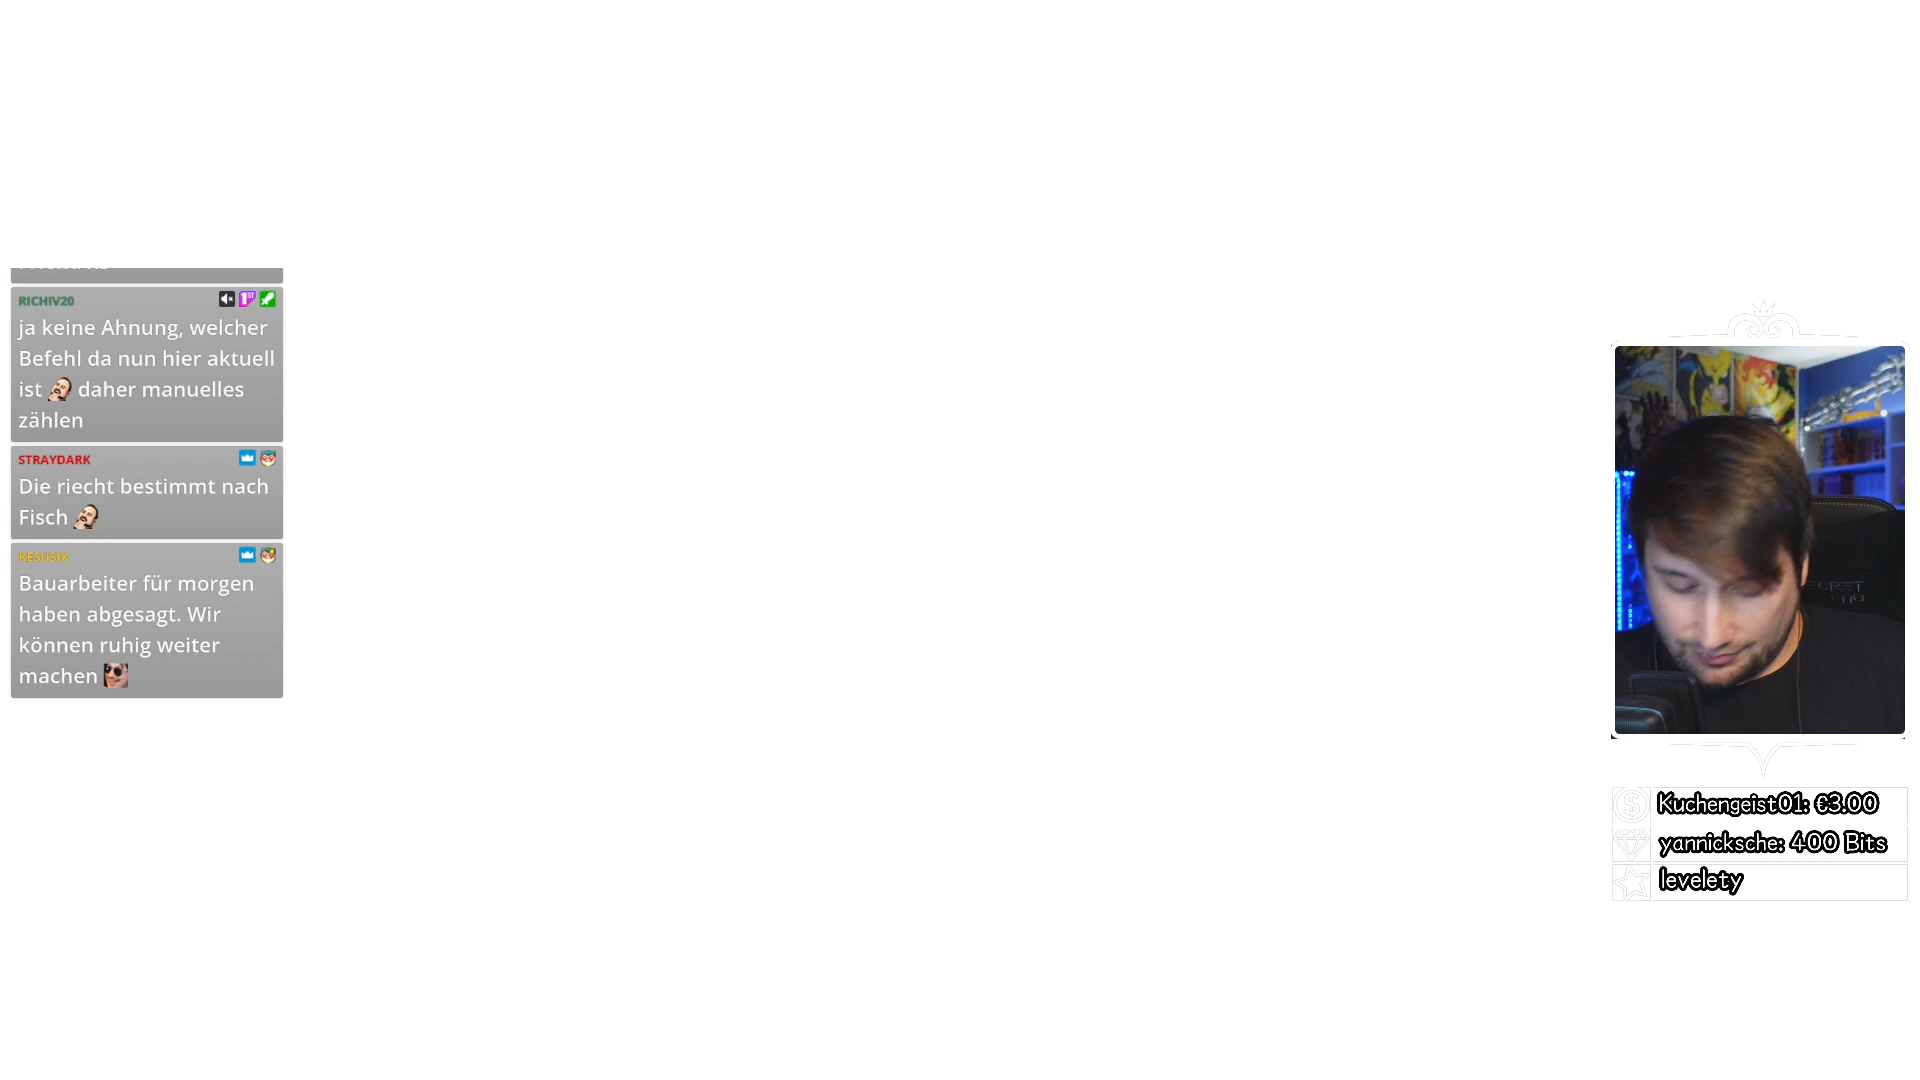 RICHIV20
ja keine Ahnung, welcher
Befehl da nun hier aktuell
ist daher manuelles
zählen
STRAYDARK
Die riecht bestimmt nach
Fisch
KESUSIX
Bauarbeiter für morgen
haben abgesagt. Wir
können ruhig weiter
machen
Kuchengeist01: €3.00
yannicksche: 400 Bits
levelety